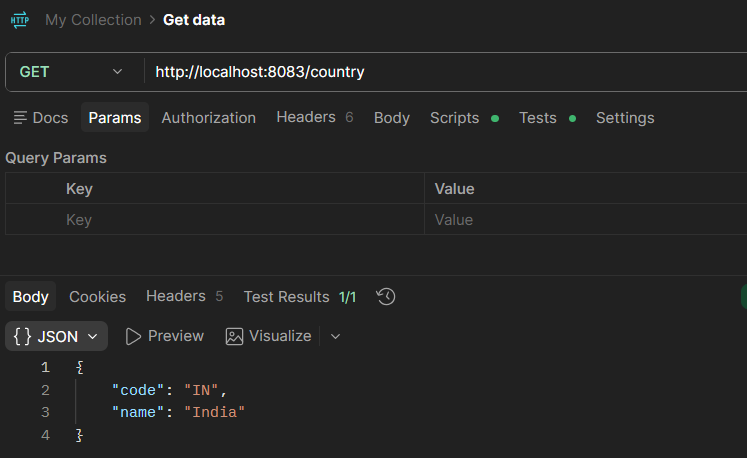 HTTP My Collection > Get data
GET http://localhost:8083/country
Docs Params Authorization Headers 6 Body Scripts Tests Settings
Query Params
Key Value
Key Value
Body Cookies Headers 5 Test Results 1/1
{} JSON Preview Visualize
1 {
2 "code": "IN",
3 "name": "India"
4 }